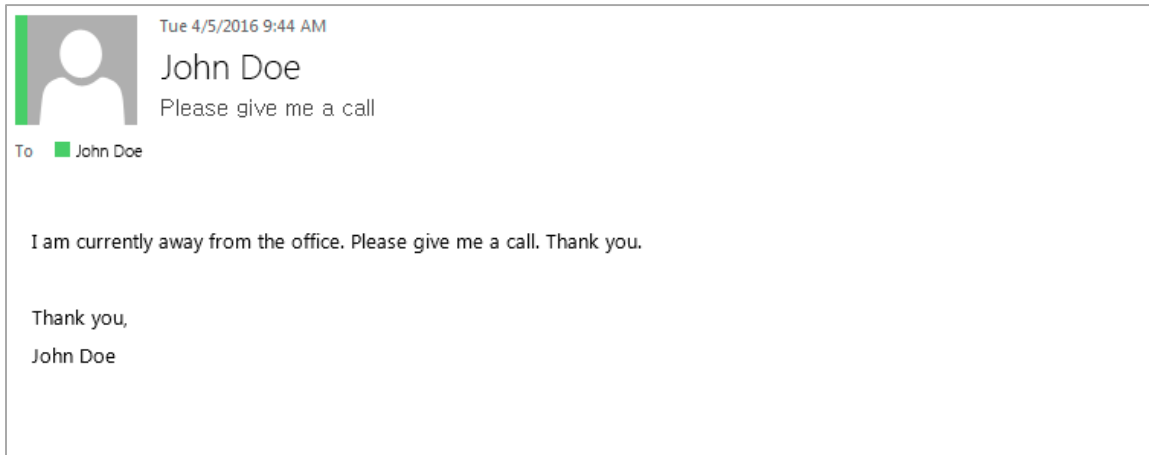 Tue 4/5/2016 9:44 AM
John Doe
Please give me a call
To John Doe
I am currently away from the office. Please give me a call. Thank you.
Thank you,
John Doe